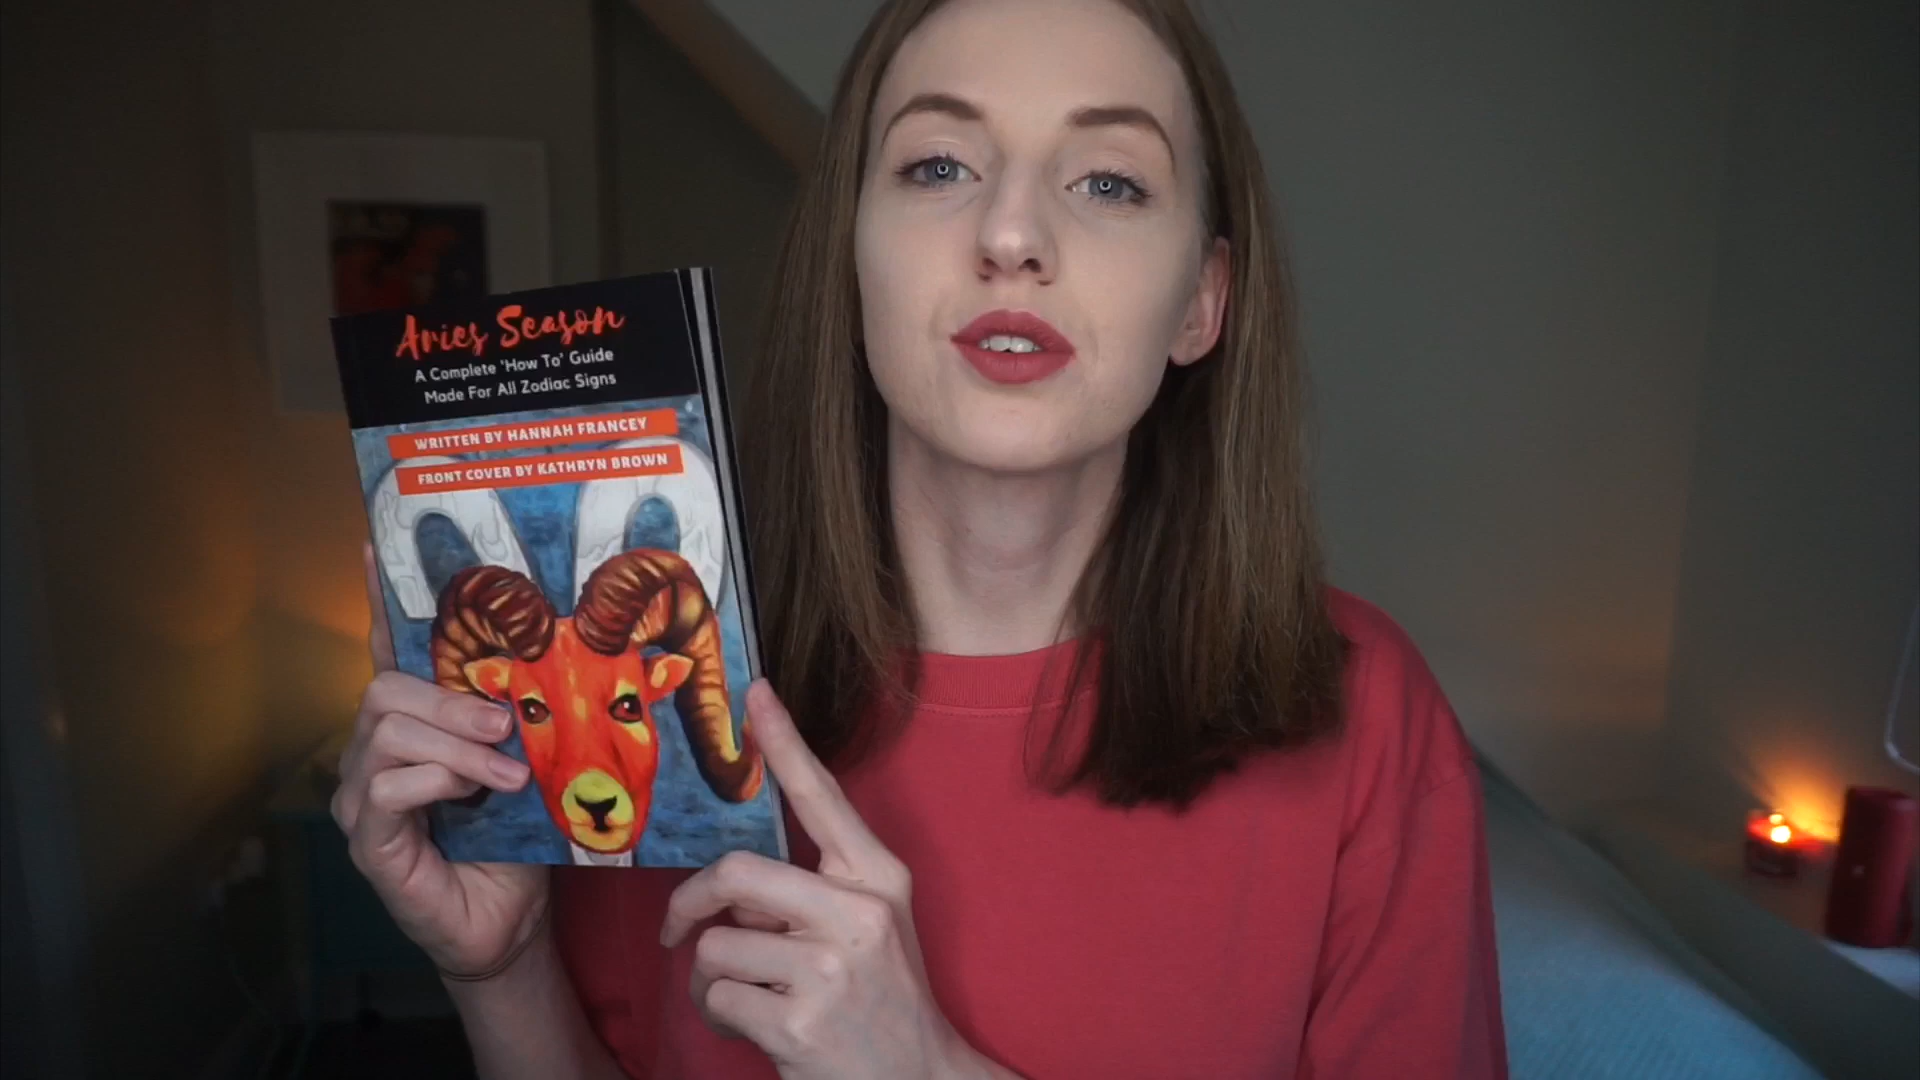 Aries Season
A Complete 'How To' Guide
Made For All Zodiac Signs
WRITTEN BY HANNAH FRANCEY
FRONT COVER BY KATHRYN BROWN